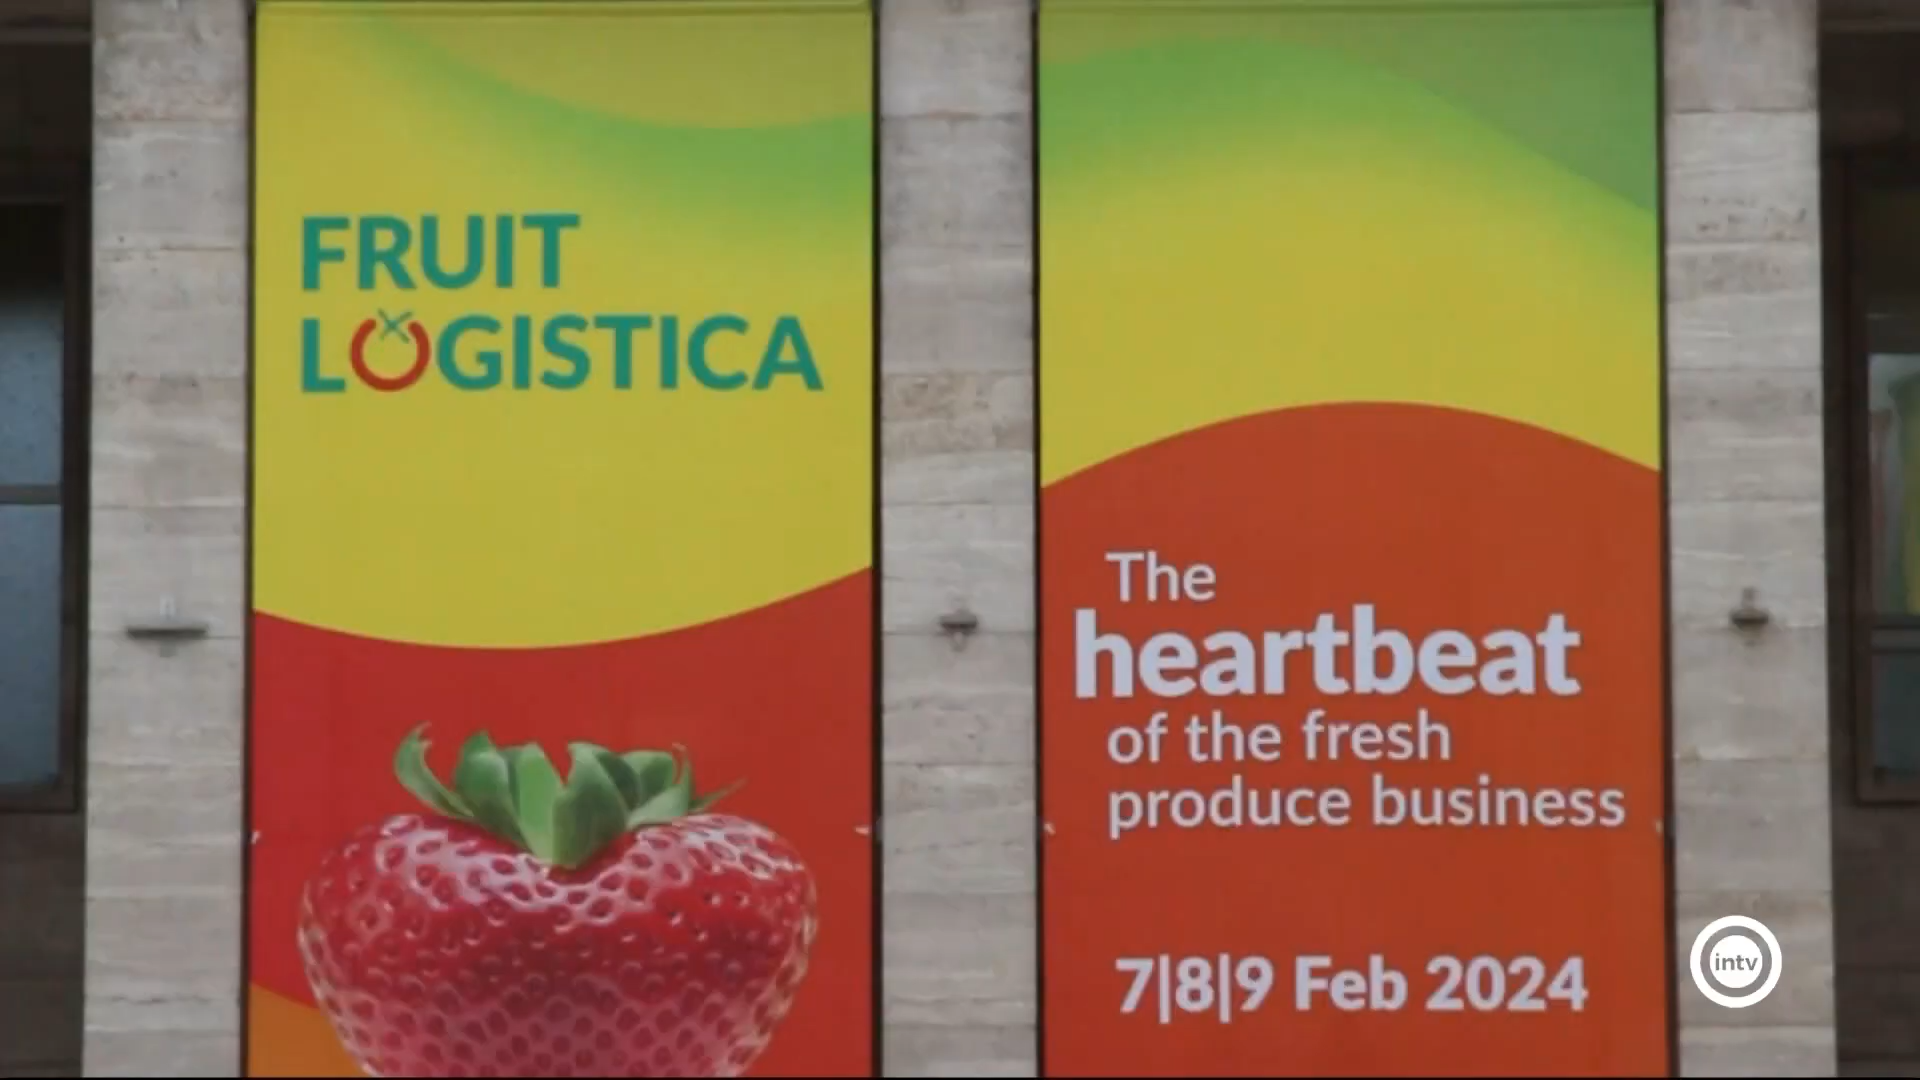 FRUIT
LOGISTICA
The
heartbeat
of the fresh
produce business
7|8|9 Feb 2024
intv